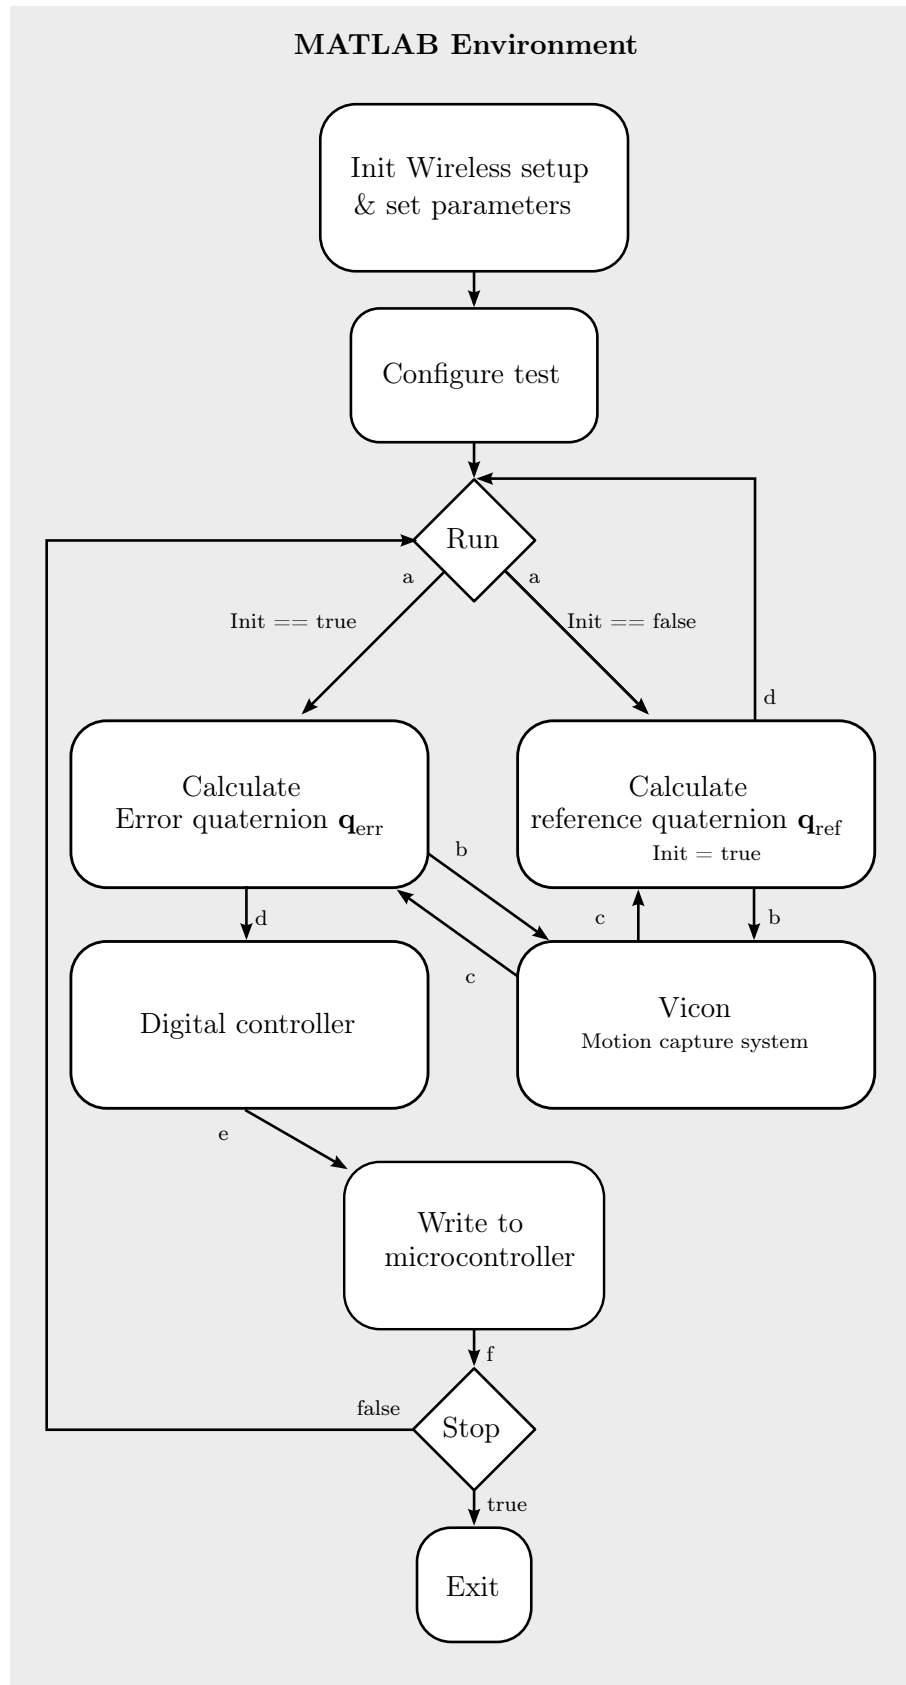 MATLAB Environment
Init Wireless setup
& set parameters
Configure test
Run
a
a
Init == true
Init == false
d
Calculate
Error quaternion q_err
Calculate
reference quaternion q_ref
Init = true
b
c
d
c
b
Digital controller
Vicon
Motion capture system
e
Write to
microcontroller
f
false
Stop
true
Exit